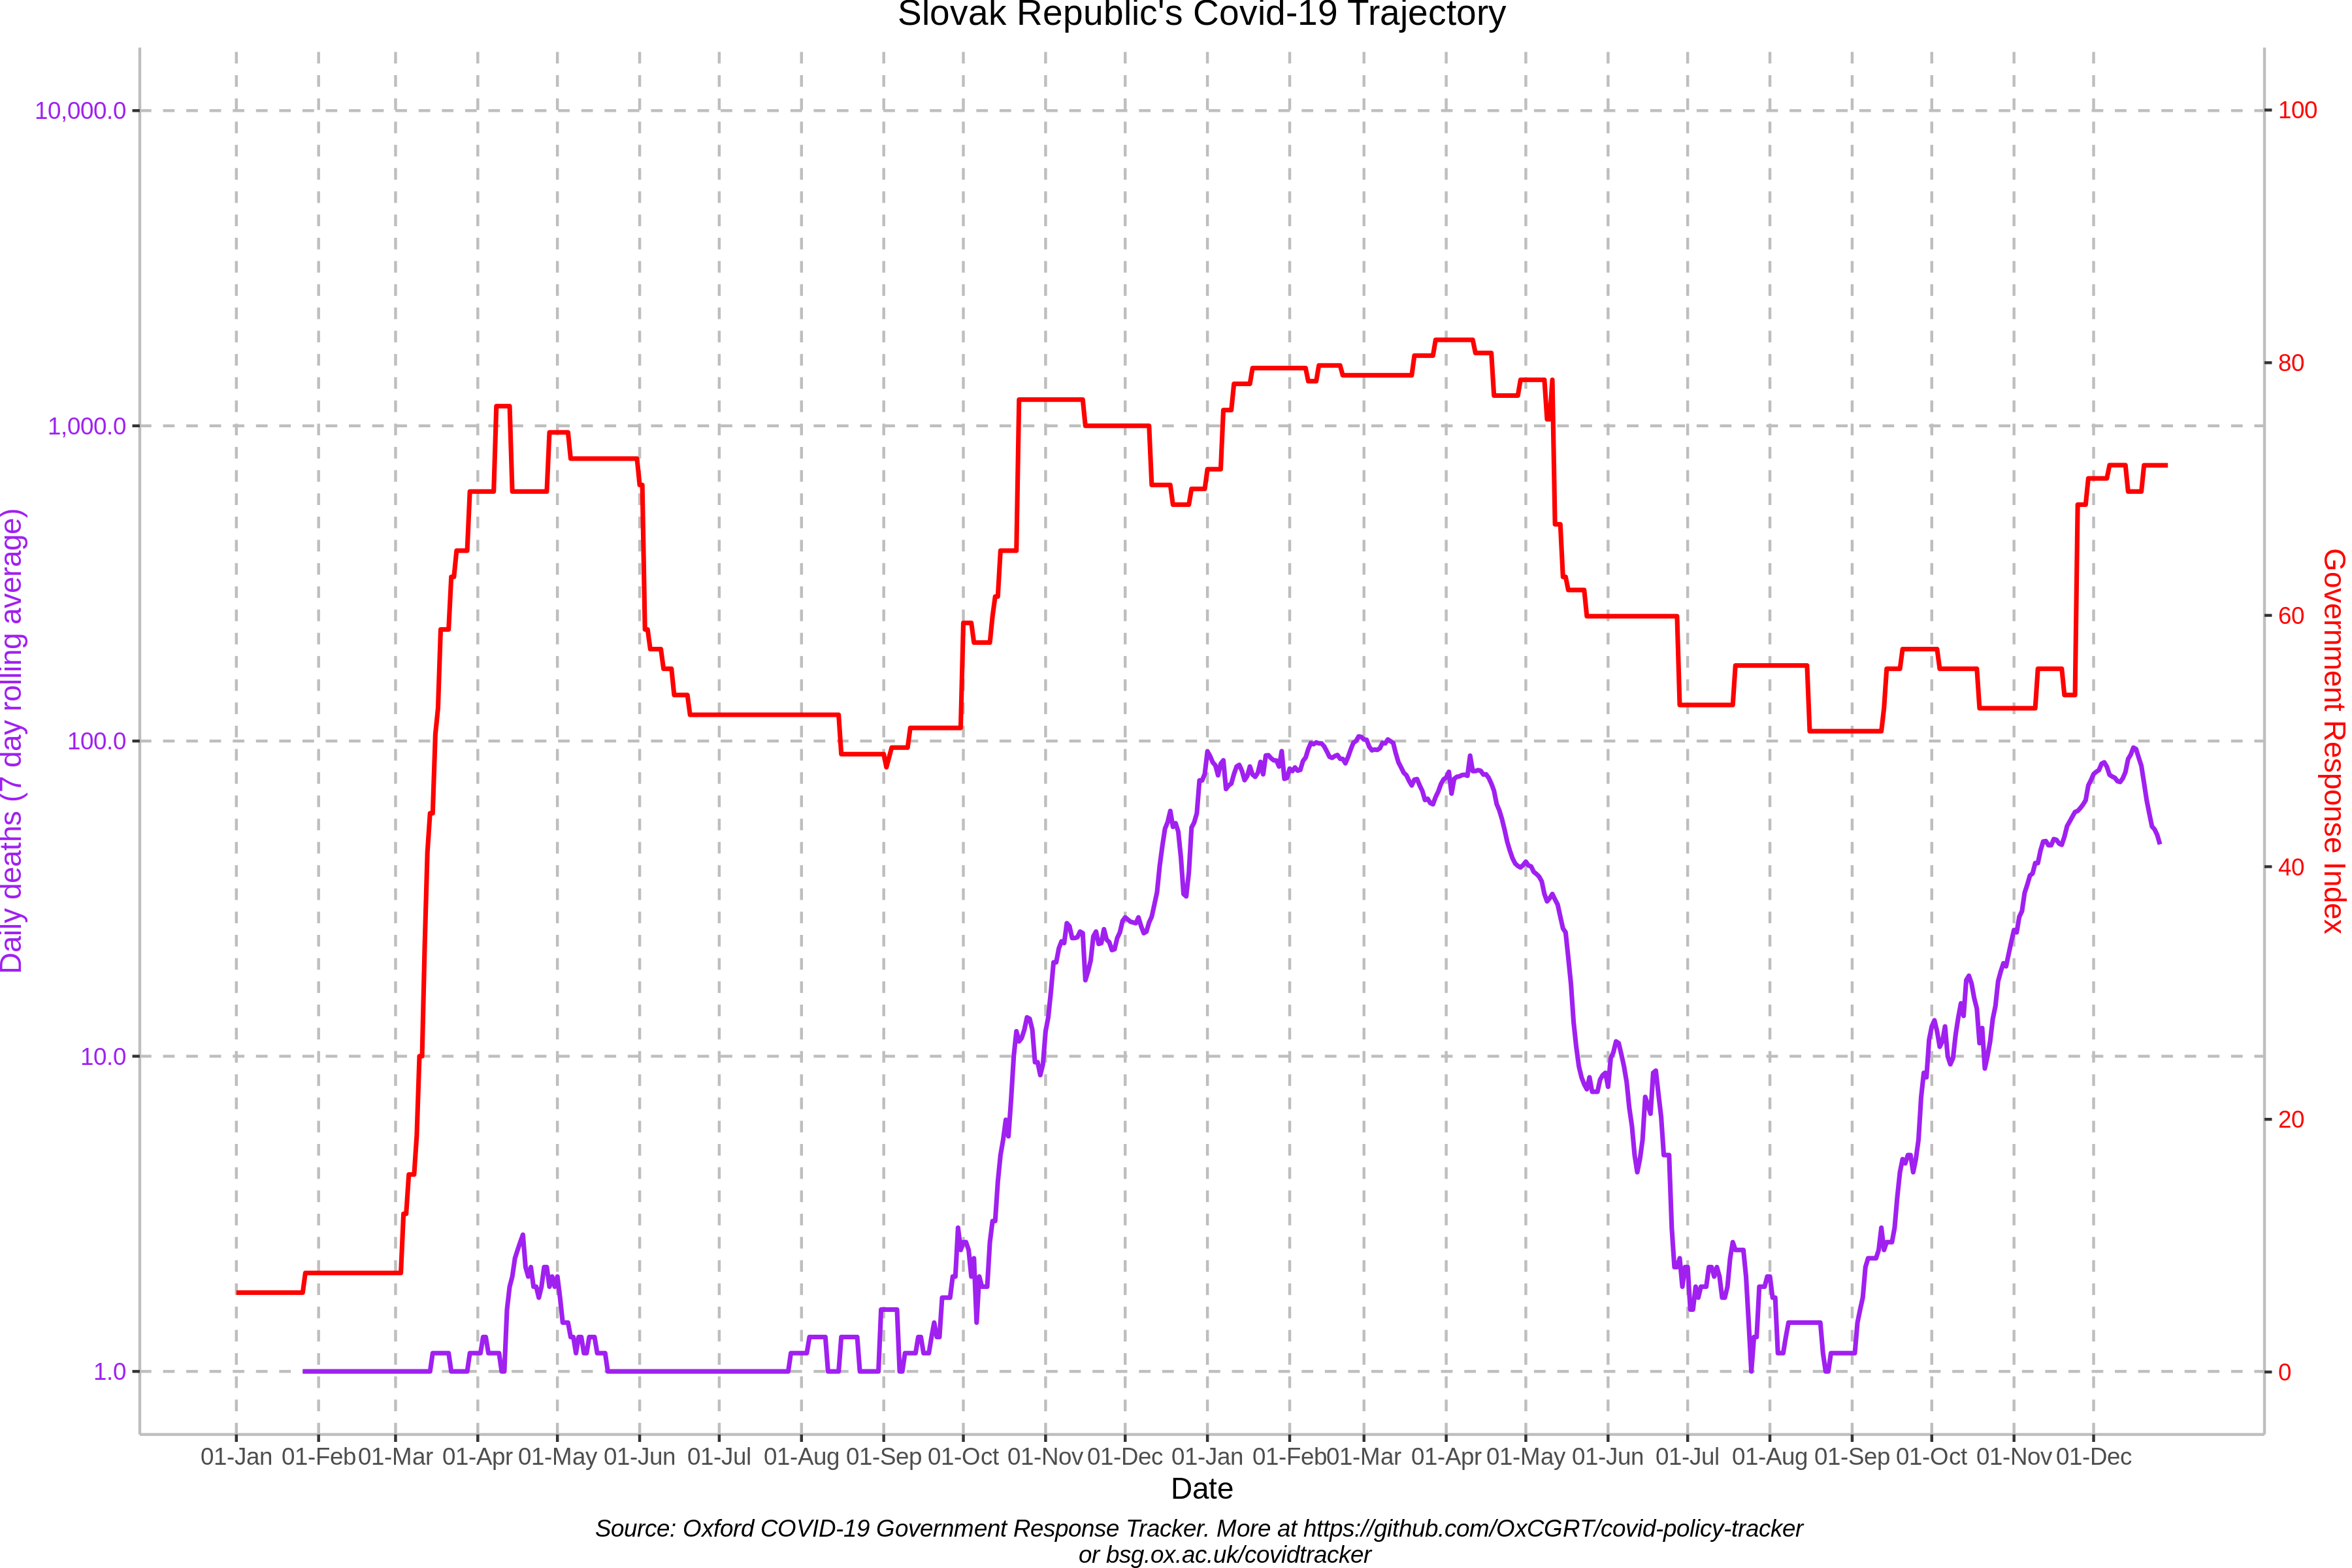 Slovak Republic's Covid-19 Trajectory
10,000.0
1,000.0
100.0
10.0
1.0
Daily deaths (7 day rolling average)
100
80
60
40
20
0
Government Response Index
01-Jan 01-Feb 01-Mar 01-Apr 01-May 01-Jun 01-Jul 01-Aug 01-Sep 01-Oct 01-Nov 01-Dec 01-Jan 01-Feb 01-Mar 01-Apr 01-May 01-Jun 01-Jul 01-Aug 01-Sep 01-Oct 01-Nov 01-Dec
Date
Source: Oxford COVID-19 Government Response Tracker. More at https://github.com/OxCGRT/covid-policy-tracker
or bsg.ox.ac.uk/covidtracker